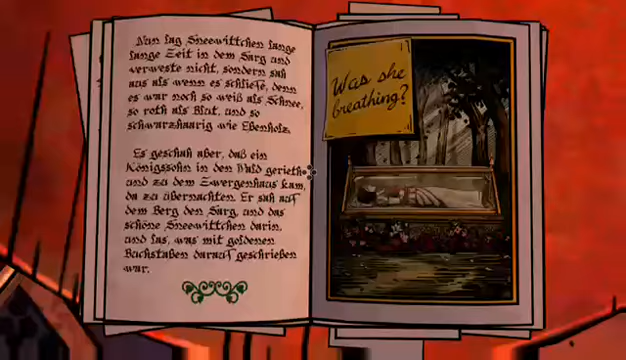 Nun lag Sneewittchen lange
lange Zeit in dem Sarg und
verweste nicht, sondern sah
aus als wenn es schliefe, denn
es war noch so weiß als Schnee,
so roth als Blut, und so
schwarzhaarig wie Ebenholz.
Es geschah aber, daß ein
Königssohn in den Wald gerieth
und zu dem Zwergenhaus kam,
da zu übernachten. Er sah auf
dem Berg den Sarg, und das
schöne Sneewittchen darin,
und las, was mit goldenen
Buchstaben darauf geschrieben
war.
Was she
breathing?